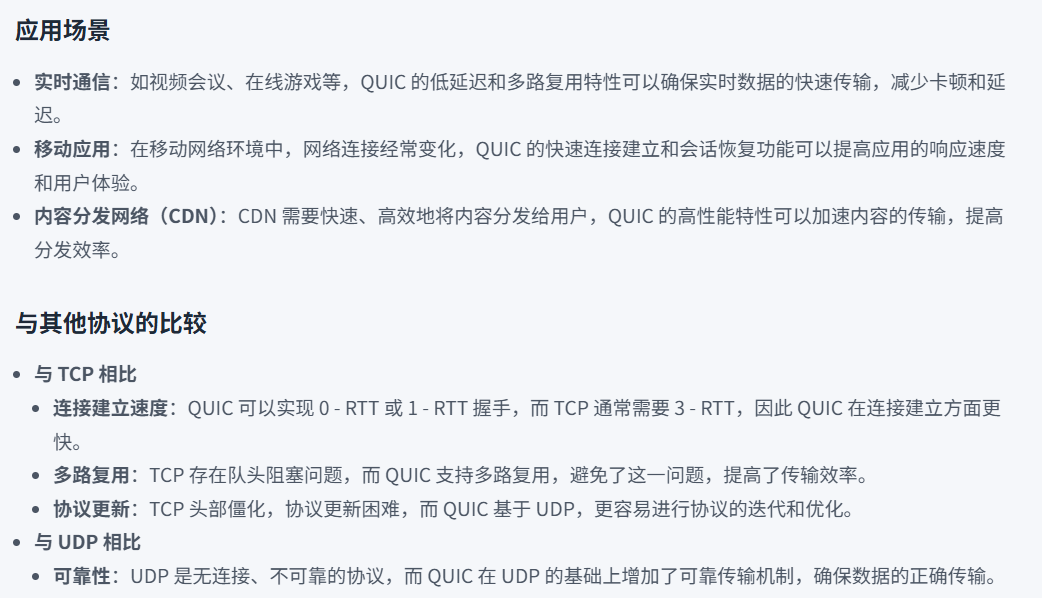 应用场景
实时通信：如视频会议、在线游戏等，QUIC 的低延迟和多路复用特性可以确保实时数据的快速传输，减少卡顿和延
迟。
移动应用：在移动网络环境中，网络连接经常变化，QUIC 的快速连接建立和会话恢复功能可以提高应用的响应速度
和用户体验。
内容分发网络（CDN）：CDN 需要快速、高效地将内容分发给用户，QUIC 的高性能特性可以加速内容的传输，提高
分发效率。
与其他协议的比较
与 TCP 相比
连接建立速度：QUIC 可以实现 0 - RTT 或 1 - RTT 握手，而 TCP 通常需要 3 - RTT，因此 QUIC 在连接建立方面更
快。
多路复用：TCP 存在队头阻塞问题，而 QUIC 支持多路复用，避免了这一问题，提高了传输效率。
协议更新：TCP 头部僵化，协议更新困难，而 QUIC 基于 UDP，更容易进行协议的迭代和优化。
与 UDP 相比
可靠性：UDP 是无连接、不可靠的协议，而 QUIC 在 UDP 的基础上增加了可靠传输机制，确保数据的正确传输。